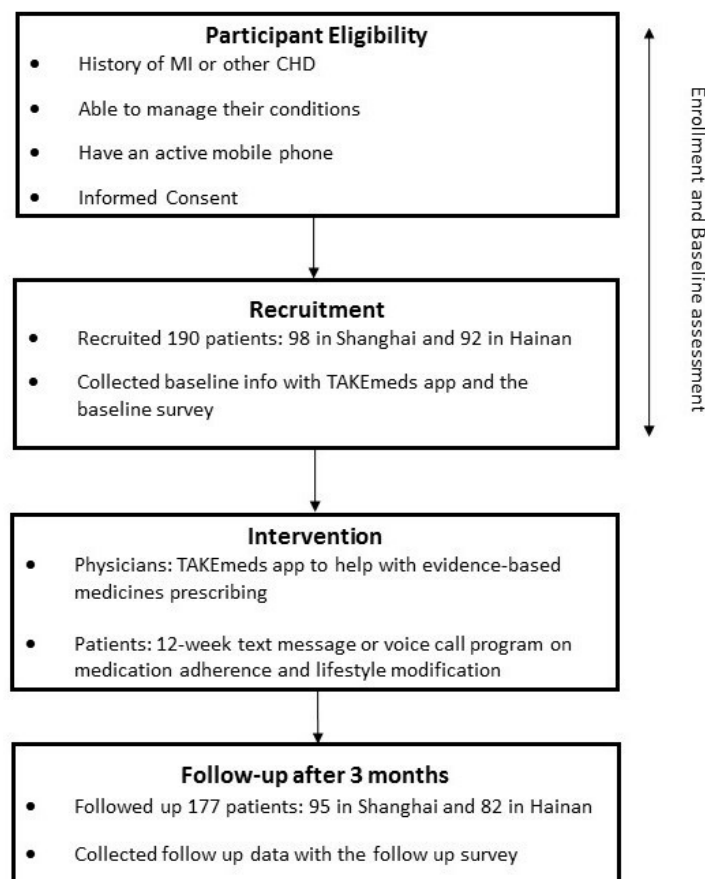 Participant Eligibility
• History of MI or other CHD
• Able to manage their conditions
• Have an active mobile phone
• Informed Consent
Enrollment and Baseline assessment
Recruitment
• Recruited 190 patients: 98 in Shanghai and 92 in Hainan
• Collected baseline info with TAKEmeds app and the
baseline survey
Intervention
• Physicians: TAKEmeds app to help with evidence-based
medicines prescribing
• Patients: 12-week text message or voice call program on
medication adherence and lifestyle modification
Follow-up after 3 months
• Followed up 177 patients: 95 in Shanghai and 82 in Hainan
• Collected follow up data with the follow up survey